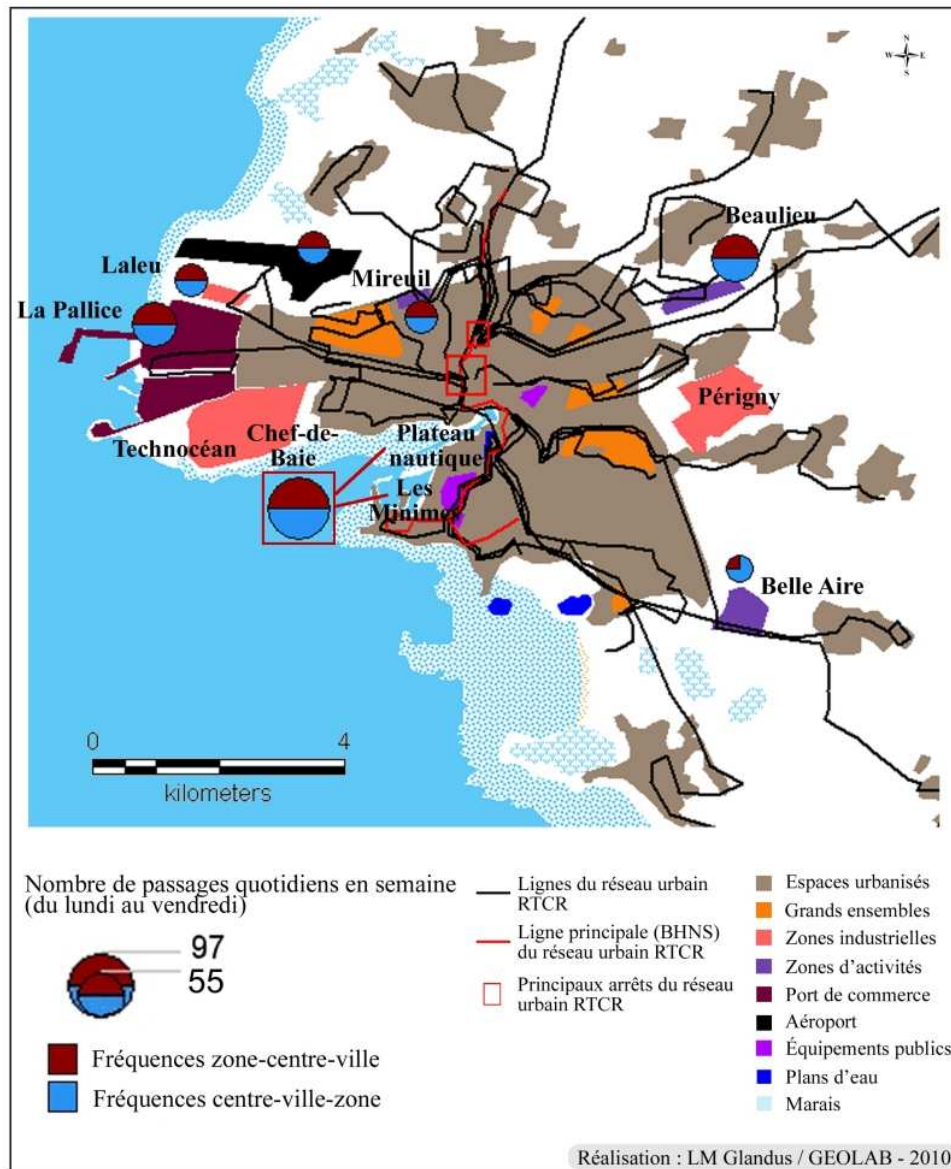 N
W E
S
Beaulieu
Laleu
Mireuil
La Pallice
Périgny
Technocéan
Chef-de-
Baie
Plateau
nautique
Les
Minimes
Belle Aire
0 4
kilometers
Nombre de passages quotidiens en semaine
(du lundi au vendredi)
97
55
Fréquences zone-centre-ville
Fréquences centre-ville-zone
Lignes du réseau urbain
RTCR
Ligne principale (BHNS)
du réseau urbain RTCR
Principaux arrêts du réseau
urbain RTCR
Espaces urbanisés
Grands ensembles
Zones industrielles
Zones d'activités
Port de commerce
Aéroport
Équipements publics
Plans d'eau
Marais
Réalisation : LM Glandus / GEOLAB - 2010